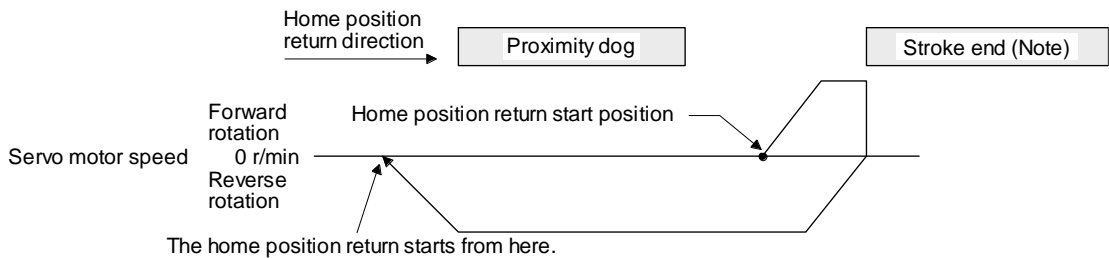 Home position
return direction
Proximity dog
Stroke end (Note)
Forward
rotation
Home position return start position
Servo motor speed
0 r/min
Reverse
rotation
The home position return starts from here.